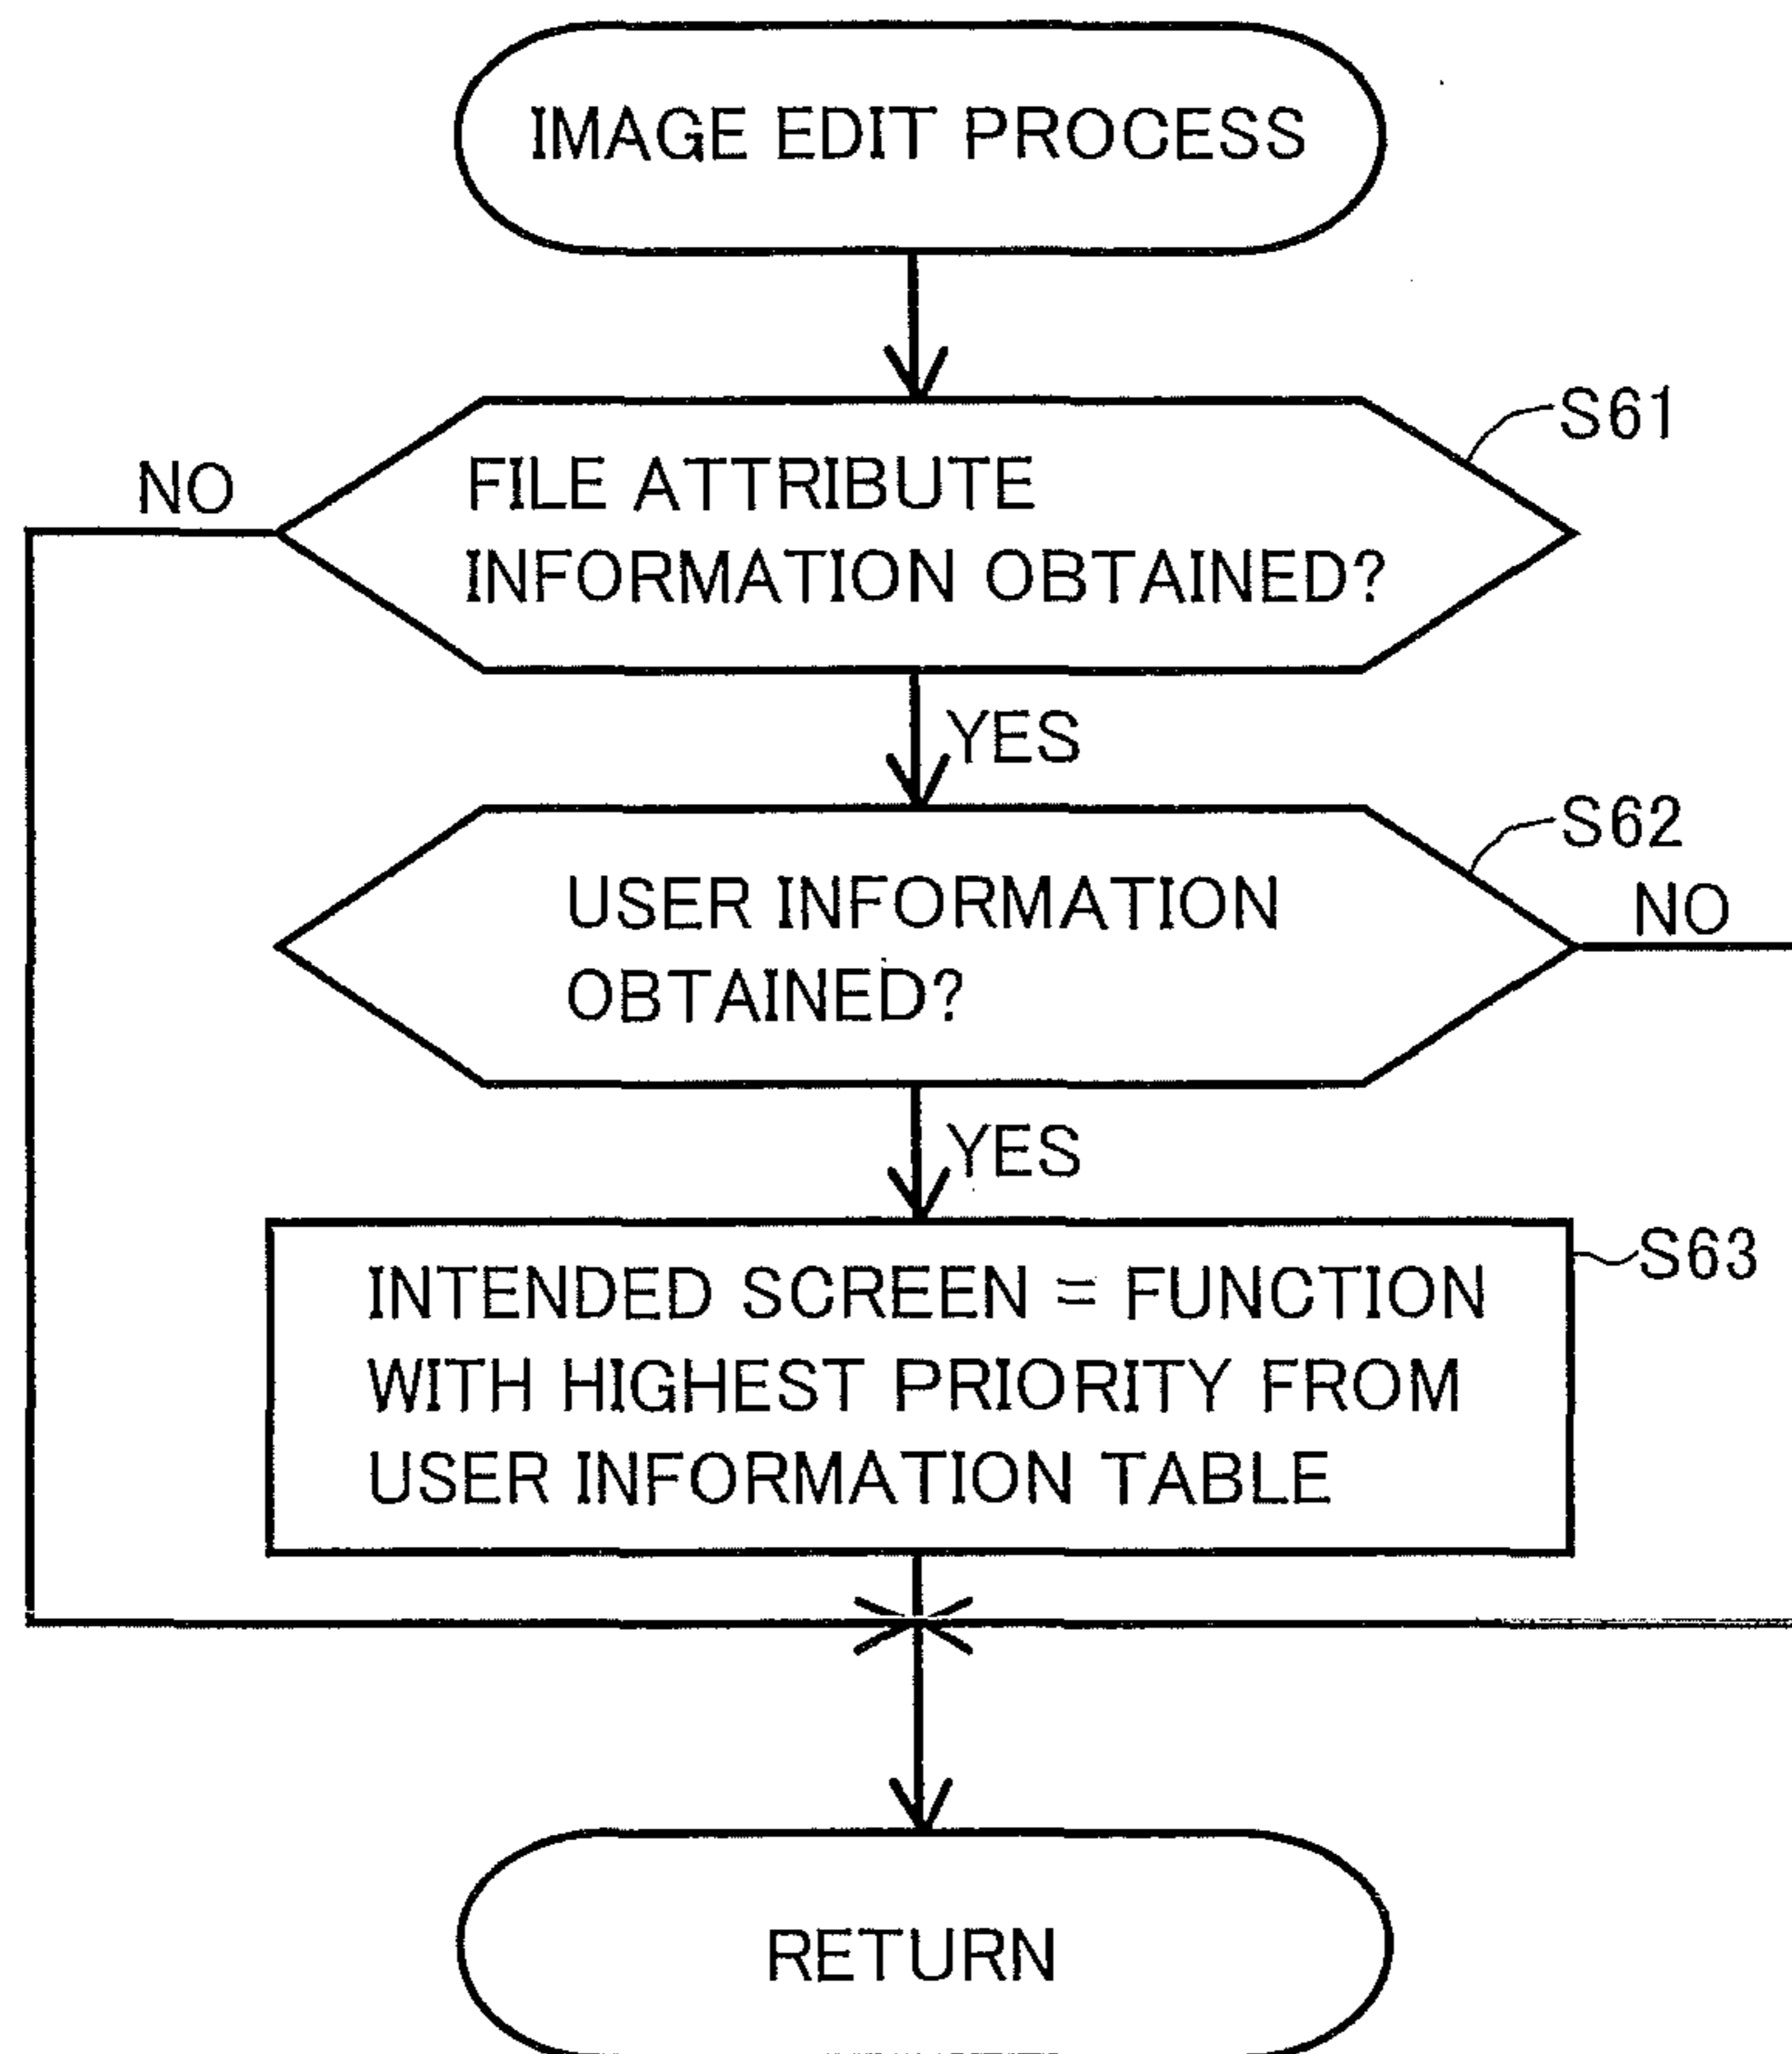 IMAGE EDIT PROCESS
S61
NO
FILE ATTRIBUTE
INFORMATION OBTAINED?
YES
S62
NO
USER INFORMATION
OBTAINED?
YES
S63
INTENDED SCREEN = FUNCTION
WITH HIGHEST PRIORITY FROM
USER INFORMATION TABLE
RETURN